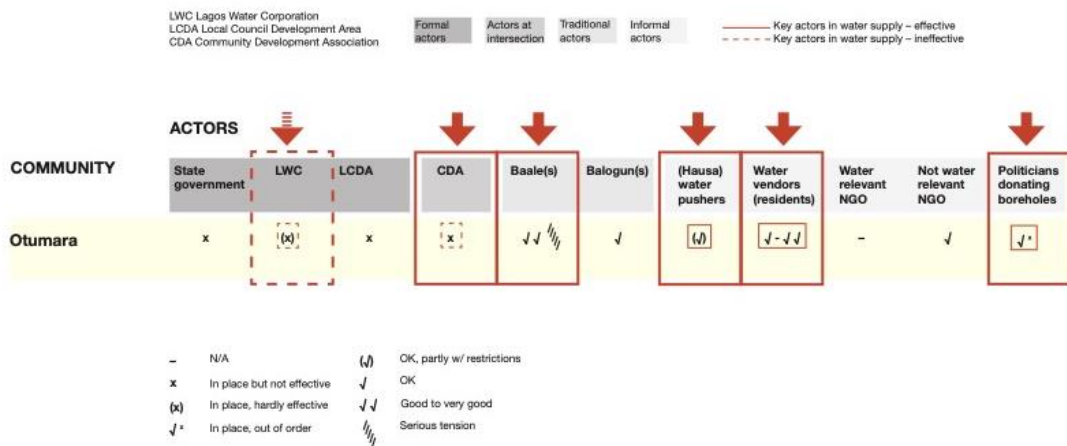 LWC Lagos Water Corporation
LCDA Local Council Development Area
CDA Community Development Association
Formal actors
Actors at intersection
Traditional actors
Informal actors
Key actors in water supply – effective
Key actors in water supply – ineffective
ACTORS
COMMUNITY
State government
LWC
LCDA
CDA
Baale(s)
Balogun(s)
(Hausa) water pushers
Water vendors (residents)
Water relevant NGO
Not water relevant NGO
Politicians donating boreholes
Otumara x (x) x x √√ √ (√) √ - √√ – √ √ˣ
– N/A
x In place but not effective
(x) In place, hardly effective
√ˣ In place, out of order
(√) OK, partly w/ restrictions
√ OK
√√ Good to very good
Serious tension